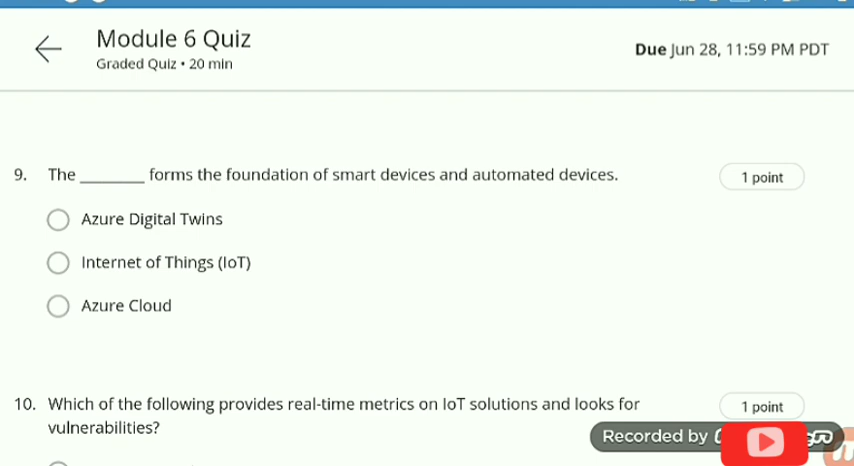 Module 6 Quiz
Graded Quiz • 20 min
Due Jun 28, 11:59 PM PDT
9. The ________ forms the foundation of smart devices and automated devices.
1 point
Azure Digital Twins
Internet of Things (IoT)
Azure Cloud
10. Which of the following provides real-time metrics on IoT solutions and looks for
vulnerabilities?
1 point
Recorded by